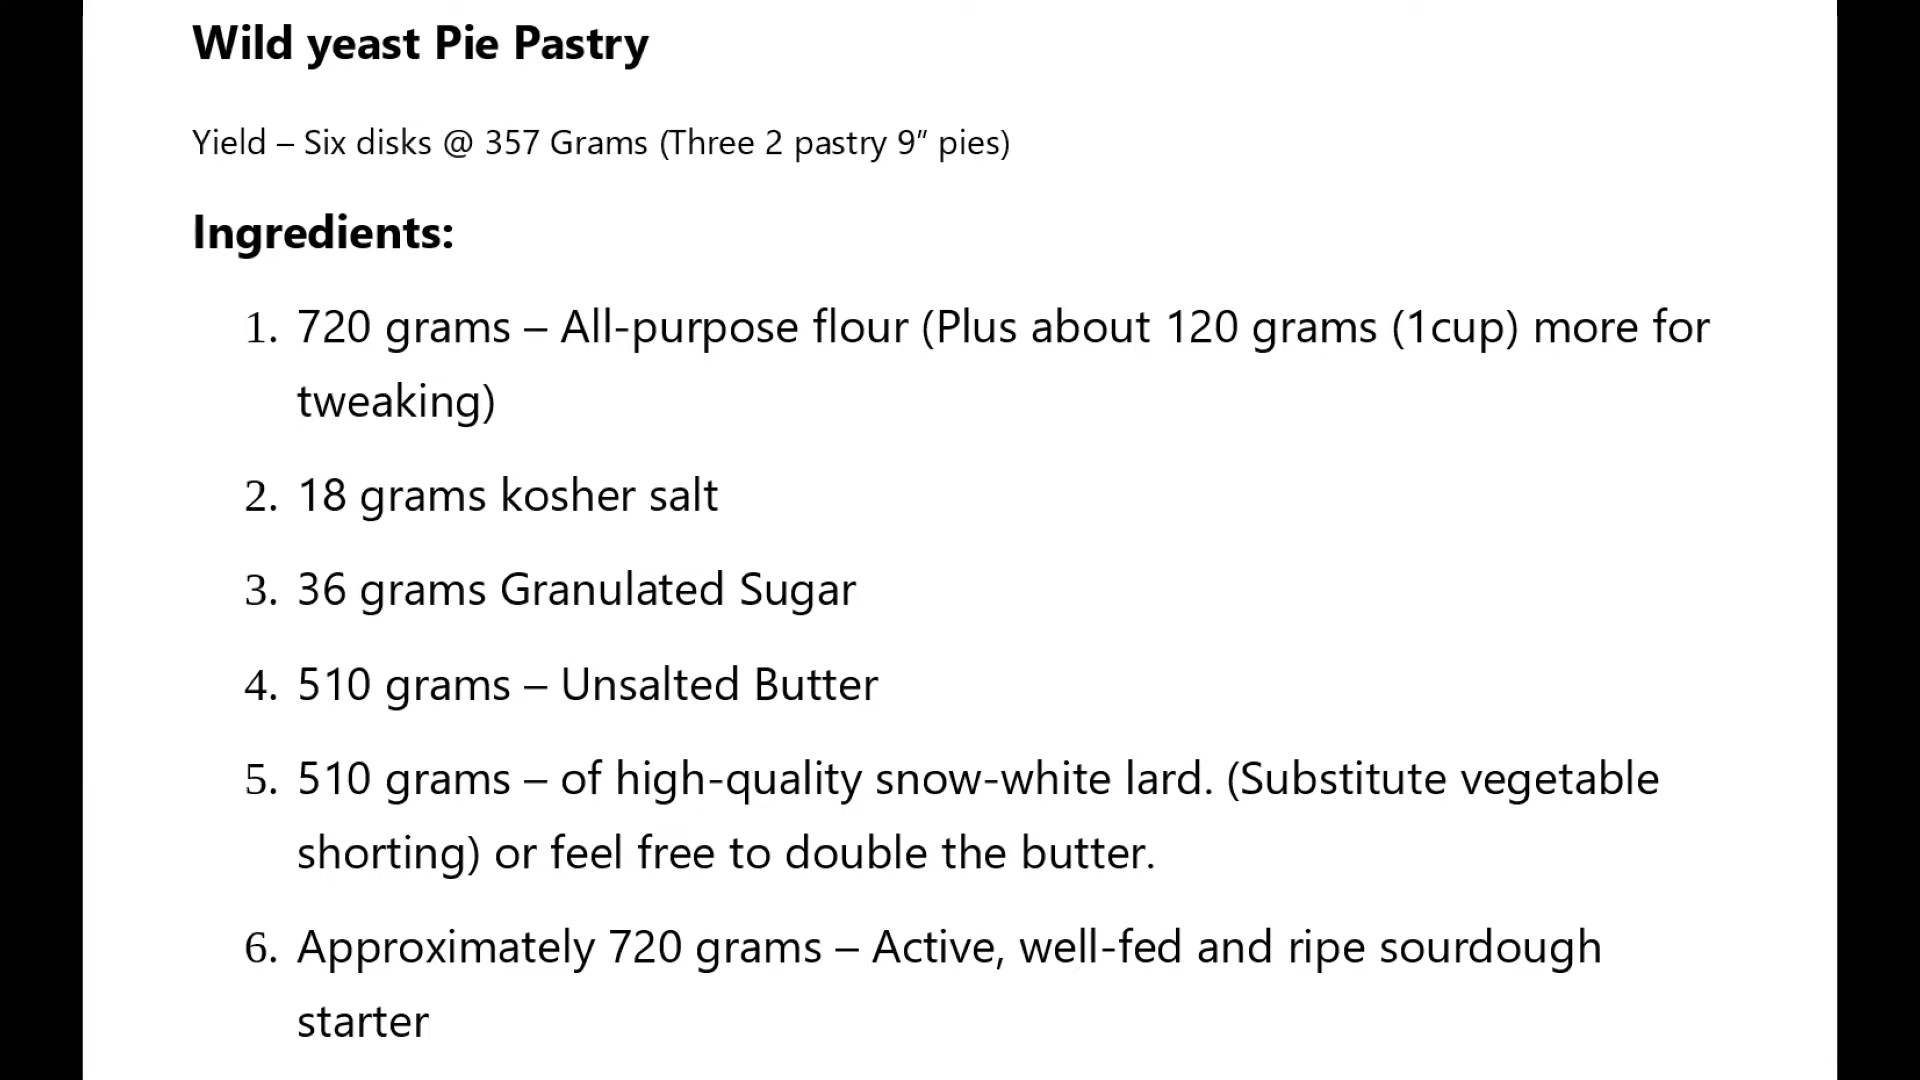 Wild yeast Pie Pastry
Yield – Six disks @ 357 Grams (Three 2 pastry 9” pies)
Ingredients:
1. 720 grams – All-purpose flour (Plus about 120 grams (1cup) more for
tweaking)
2. 18 grams kosher salt
3. 36 grams Granulated Sugar
4. 510 grams – Unsalted Butter
5. 510 grams – of high-quality snow-white lard. (Substitute vegetable
shorting) or feel free to double the butter.
6. Approximately 720 grams – Active, well-fed and ripe sourdough
starter